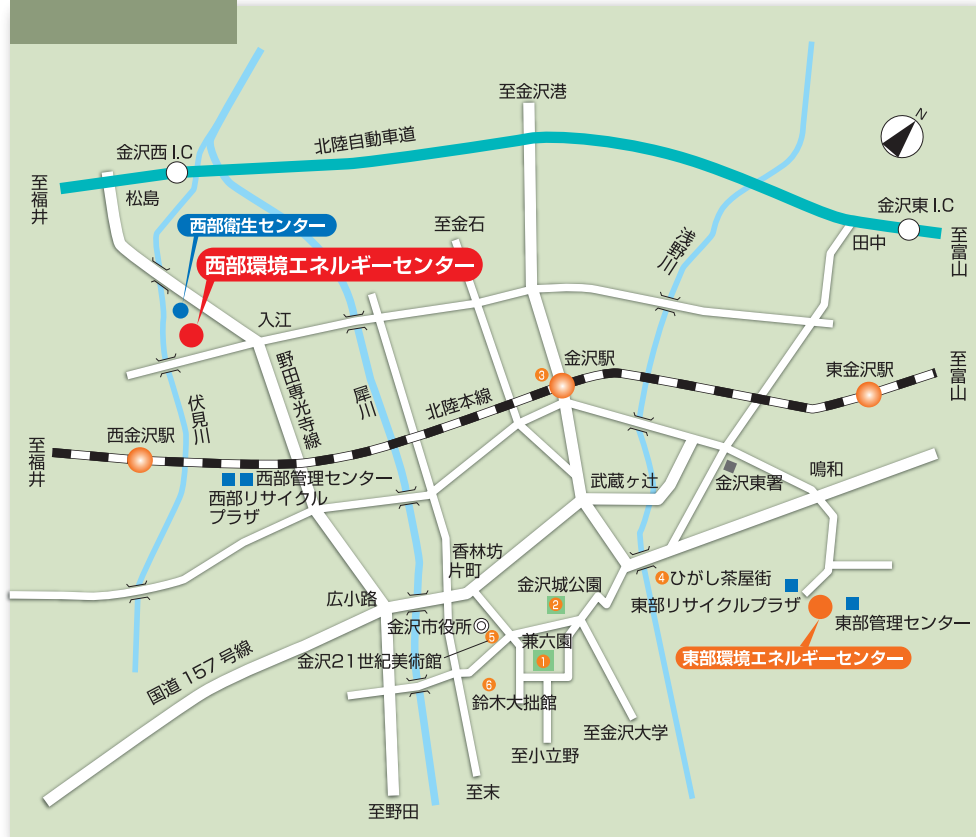 至金沢港
N
北陸自動車道
金沢西 I.C
至福井
松島
西部衛生センター
至金石
浅野川
金沢東 I.C
田中
至富山
西部環境エネルギーセンター
入江
野田専光寺線
犀川
金沢駅
3
東金沢駅
至富山
北陸本線
伏見川
西金沢駅
至福井
西部管理センター
西部リサイクル
プラザ
武蔵ヶ辻
金沢東署
鳴和
香林坊
片町
金沢城公園
2
4 ひがし茶屋街
広小路
東部リサイクルプラザ
東部管理センター
金沢市役所
5
兼六園
1
金沢21世紀美術館
東部環境エネルギーセンター
国道 157 号線
6
鈴木大拙館
至金沢大学
至小立野
至末
至野田